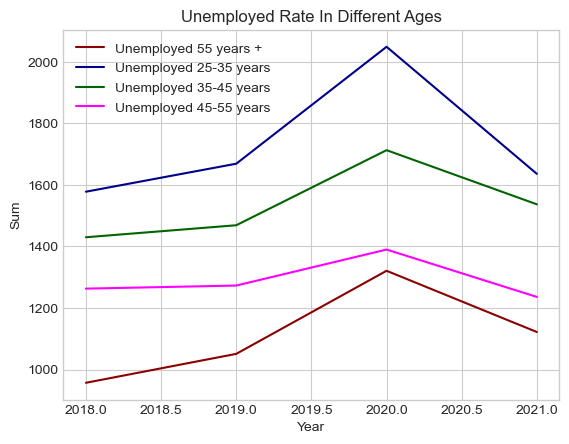 Unemployed Rate In Different Ages
Unemployed 55 years +
Unemployed 25-35 years
Unemployed 35-45 years
Unemployed 45-55 years
2000
1800
1600
1400
1200
1000
Sum
2018.0 2018.5 2019.0 2019.5 2020.0 2020.5 2021.0
Year